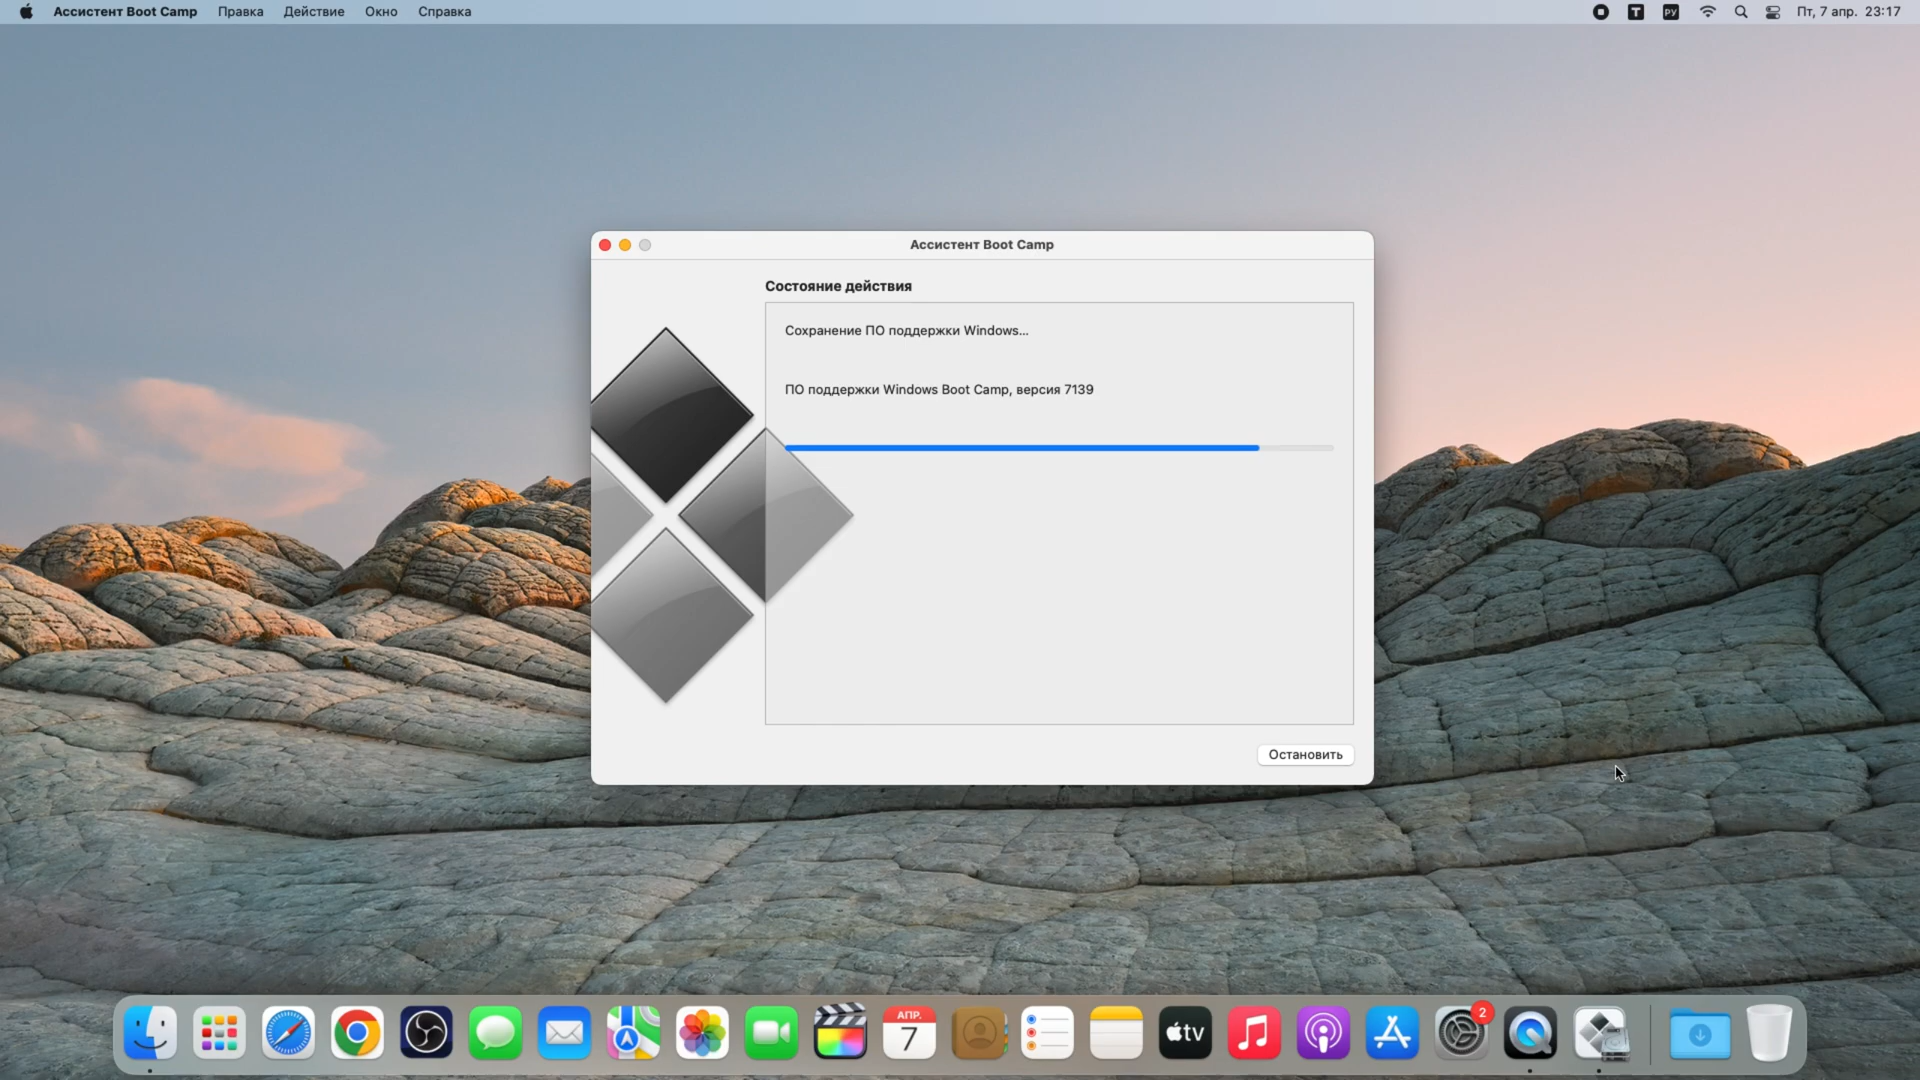 Ассистент Boot Camp Правка Действие Окно Справка T РУ Пт, 7 апр. 23:17
Ассистент Boot Camp
Состояние действия
Сохранение ПО поддержки Windows...
ПО поддержки Windows Boot Camp, версия 7139
Остановить
АПР.
7
tv
2